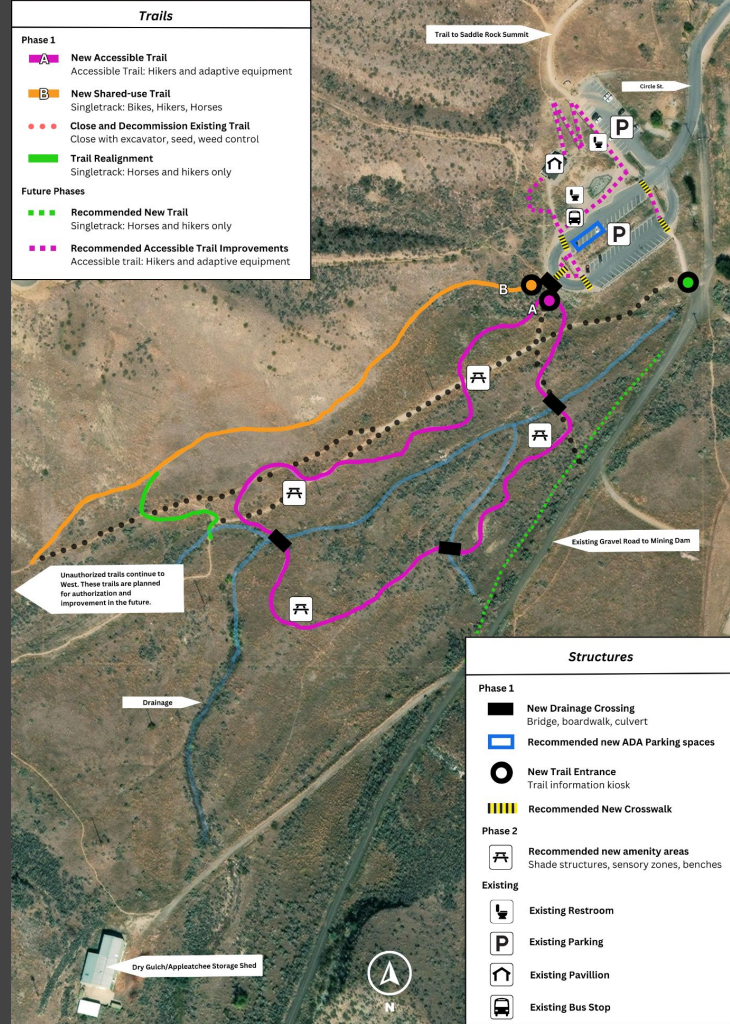 Trails
Phase 1
A
New Accessible Trail
Accessible Trail: Hikers and adaptive equipment
B
New Shared-use Trail
Singletrack: Bikes, Hikers, Horses
Close and Decommission Existing Trail
Close with excavator, seed, weed control
Trail Realignment
Singletrack: Horses and hikers only
Future Phases
Recommended New Trail
Singletrack: Horses and hikers only
Recommended Accessible Trail Improvements
Accessible trail: Hikers and adaptive equipment
Trail to Saddle Rock Summit
Circle St.
P
P
B
A
Existing Gravel Road to Mining Dam
Unauthorized trails continue to
West. These trails are planned
for authorization and
improvement in the future.
Drainage
Dry Gulch/Appleatchee Storage Shed
N
Structures
Phase 1
New Drainage Crossing
Bridge, boardwalk, culvert
Recommended new ADA Parking spaces
New Trail Entrance
Trail information kiosk
Recommended New Crosswalk
Phase 2
Recommended new amenity areas
Shade structures, sensory zones, benches
Existing
Existing Restroom
P
Existing Parking
Existing Pavillion
Existing Bus Stop